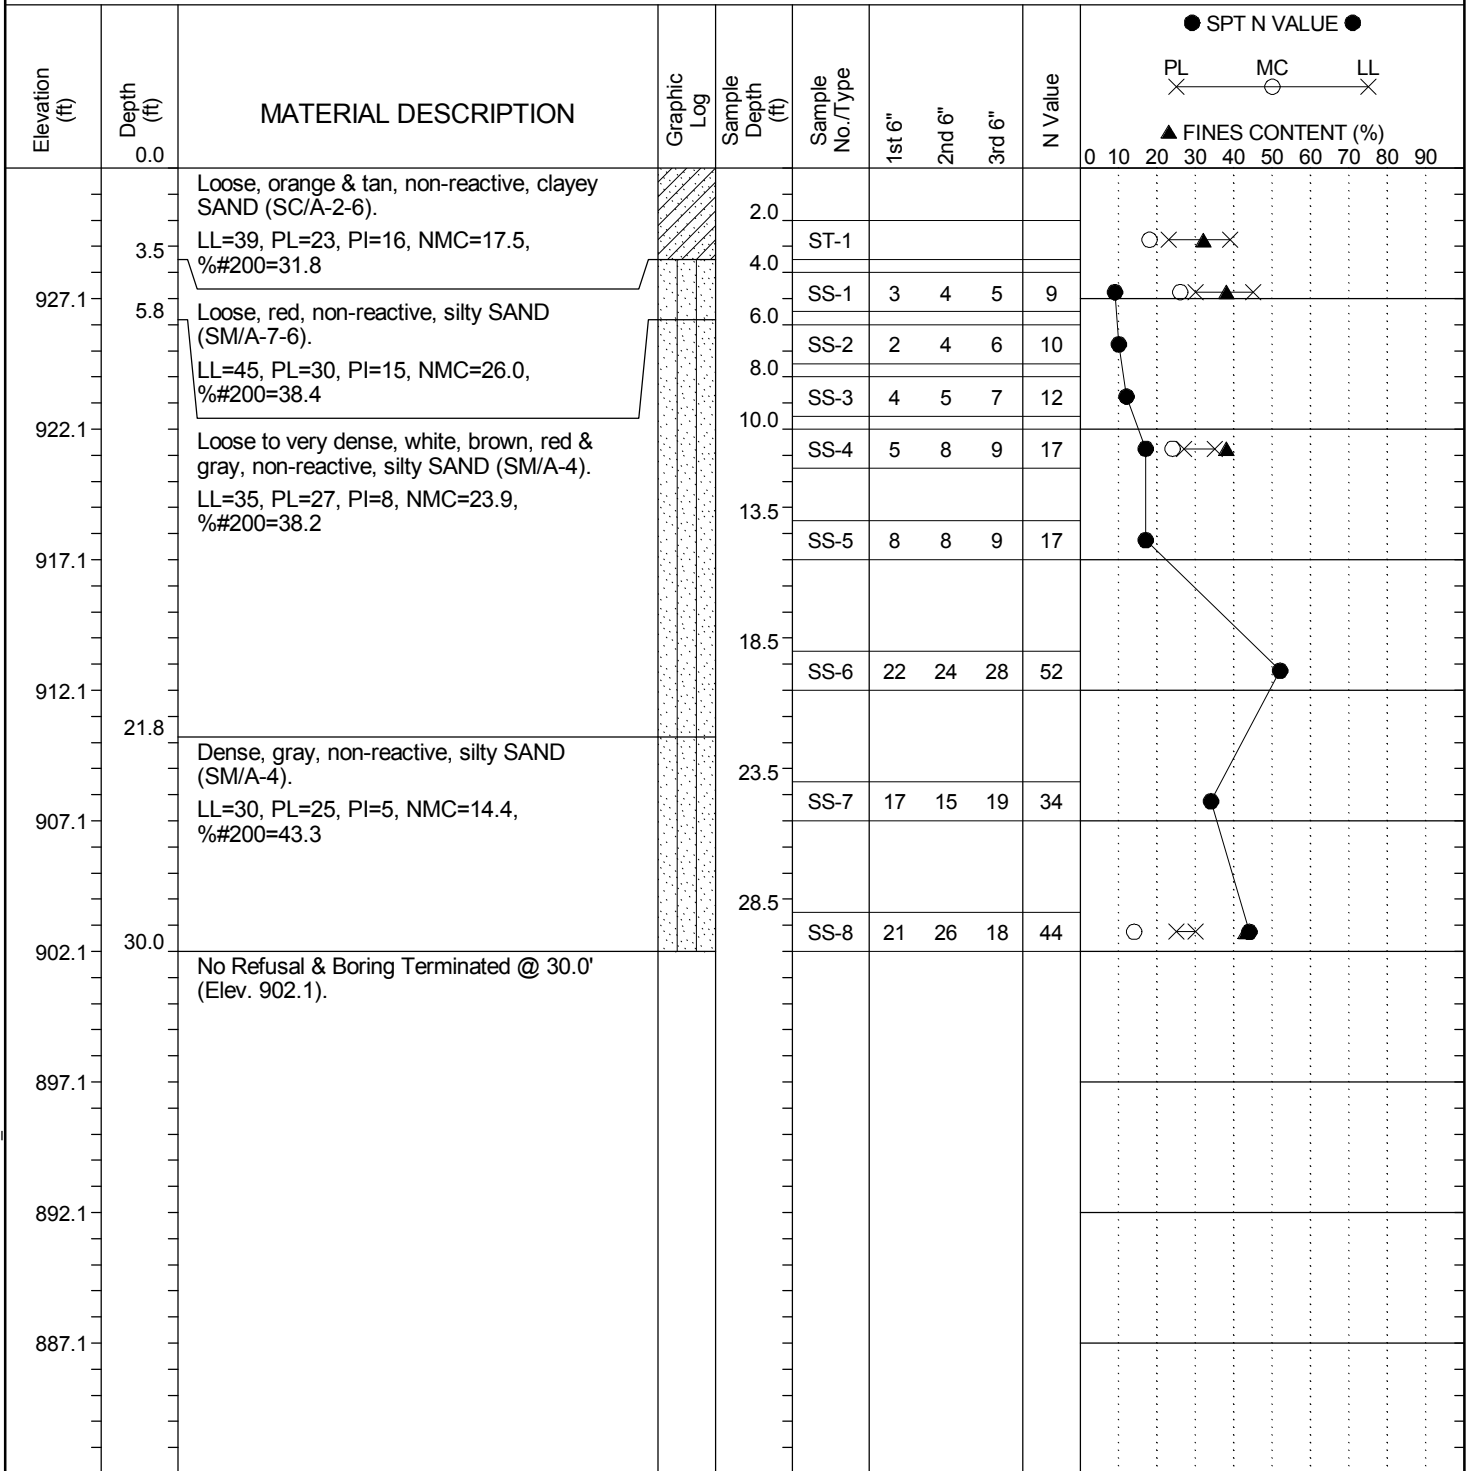 ● SPT N VALUE ●
PL MC LL
▲ FINES CONTENT (%)
Elevation (ft)
Depth (ft)
MATERIAL DESCRIPTION
Graphic Log
Sample Depth (ft)
Sample No./Type
1st 6"
2nd 6"
3rd 6"
N Value
0.0
0 10 20 30 40 50 60 70 80 90
Loose, orange & tan, non-reactive, clayey
SAND (SC/A-2-6).
2.0
LL=39, PL=23, PI=16, NMC=17.5,
%#200=31.8
ST-1
3.5
4.0
927.1
SS-1 3 4 5 9
5.8
Loose, red, non-reactive, silty SAND
(SM/A-7-6).
6.0
SS-2 2 4 6 10
LL=45, PL=30, PI=15, NMC=26.0,
%#200=38.4
8.0
SS-3 4 5 7 12
10.0
922.1
Loose to very dense, white, brown, red &
gray, non-reactive, silty SAND (SM/A-4).
SS-4 5 8 9 17
LL=35, PL=27, PI=8, NMC=23.9,
%#200=38.2
13.5
SS-5 8 8 9 17
917.1
18.5
SS-6 22 24 28 52
912.1
21.8
Dense, gray, non-reactive, silty SAND
(SM/A-4).
23.5
LL=30, PL=25, PI=5, NMC=14.4,
%#200=43.3
SS-7 17 15 19 34
907.1
28.5
SS-8 21 26 18 44
30.0
902.1
No Refusal & Boring Terminated @ 30.0'
(Elev. 902.1).
897.1
892.1
887.1